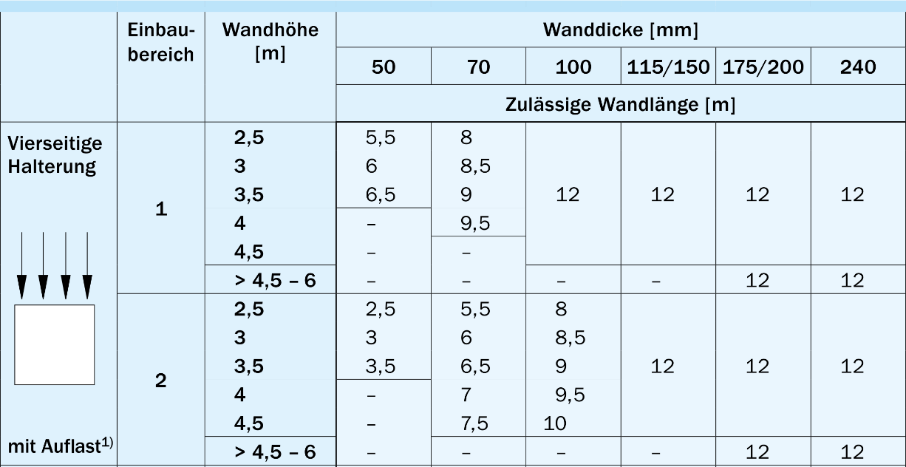 Einbau- Wandhöhe Wanddicke [mm]
bereich [m]
50 70 100 115/150 175/200 240
Zulässige Wandlänge [m]
Vierseitige 2,5 5,5 8
Halterung 3 6 8,5
1 3,5 6,5 9 12 12 12 12
4 – 9,5
4,5 – –
> 4,5 – 6 – – – – 12 12
2,5 2,5 5,5 8
3 3 6 8,5
2 3,5 3,5 6,5 9 12 12 12
4 – 7 9,5
4,5 – 7,5 10
mit Auflast1) > 4,5 – 6 – – – – 12 12